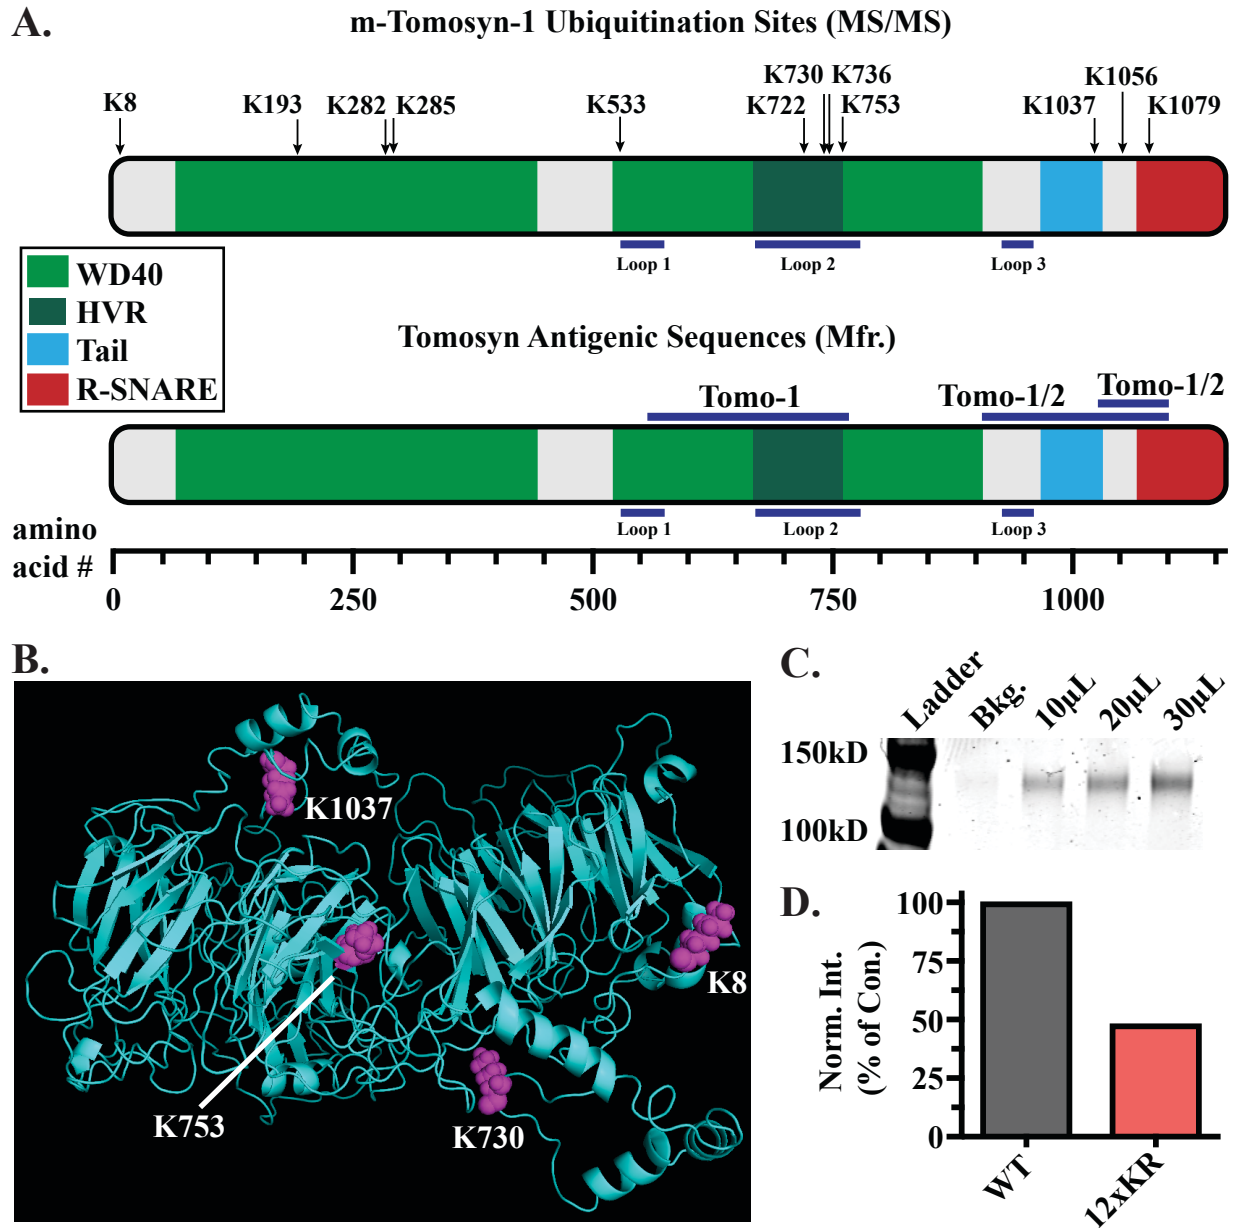 A.
m-Tomosyn-1 Ubiquitination Sites (MS/MS)
K730 K736 K1056
K8 K193 K282 K285 K533 K722 K753 K1037 K1079
Loop 1 Loop 2 Loop 3
WD40
HVR
Tail
R-SNARE
Tomosyn Antigenic Sequences (Mfr.)
Tomo-1 Tomo-1/2 Tomo-1/2
Loop 1 Loop 2 Loop 3
amino
acid #
0 250 500 750 1000
B.
K1037
K8
K753
K730
C.
Ladder Bkg. 10µL 20µL 30µL
150kD
100kD
D.
Norm. Int.
(% of Con.)
100
75
50
25
0
WT 12xKR